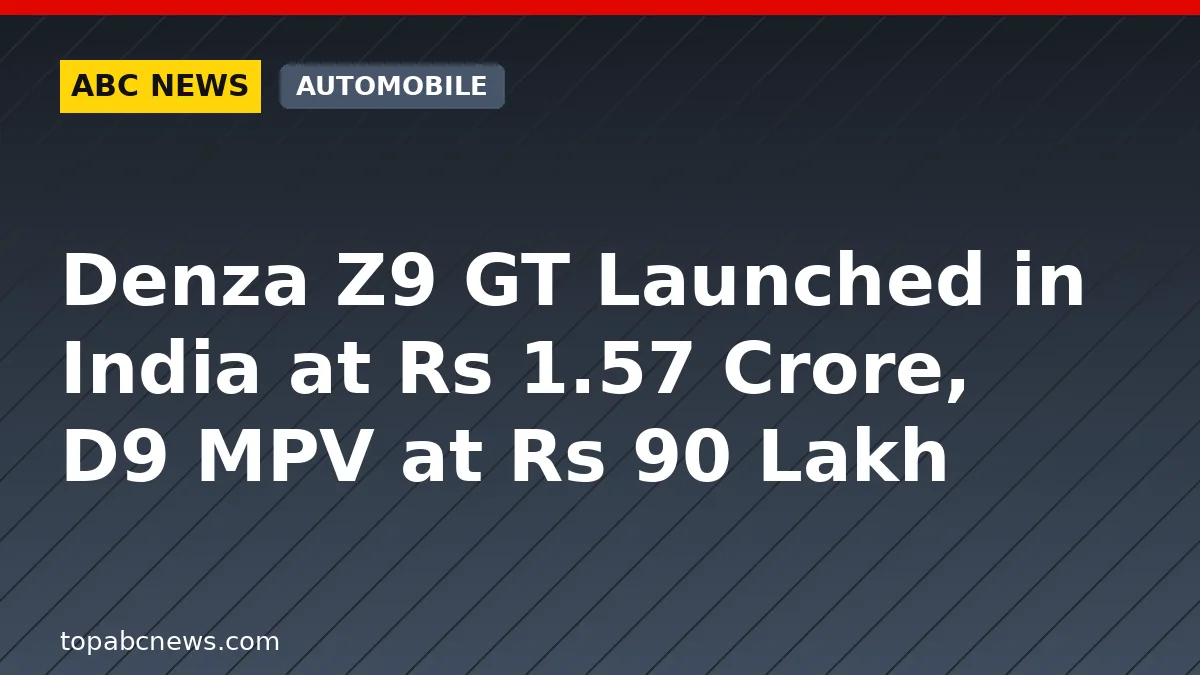 ABC NEWS
AUTOMOBILE
Denza Z9 GT Launched in
India at Rs 1.57 Crore,
D9 MPV at Rs 90 Lakh
topabcnews.com